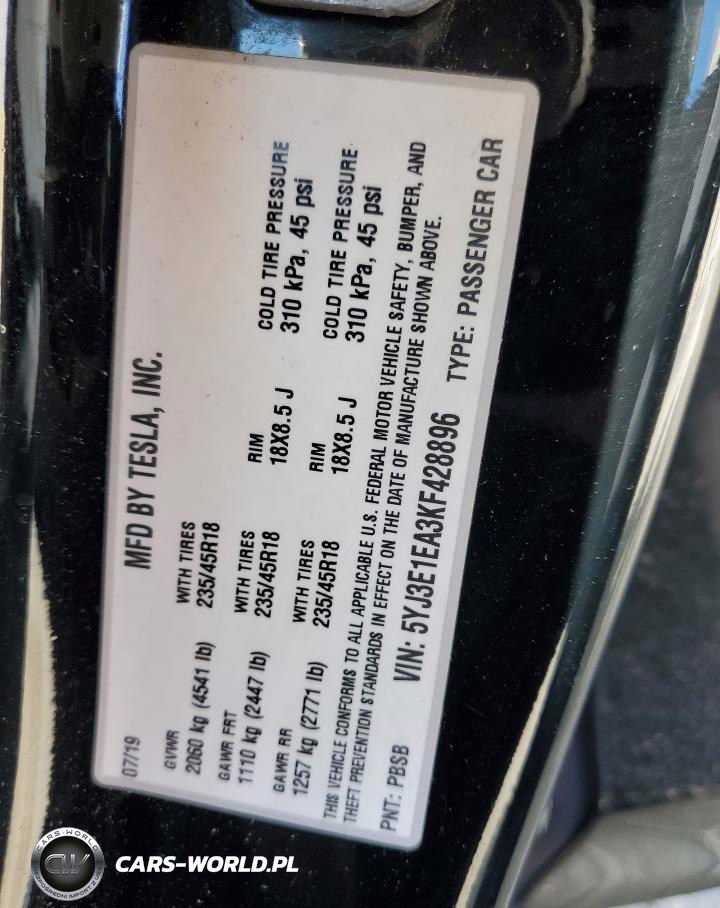 07/19
MFD BY TESLA, INC.
GVWR
2060 kg (4541 lb)
WITH TIRES
235/45R18
GAWR FRT
1110 kg (2447 lb)
WITH TIRES
235/45R18
RIM
18X8.5 J
COLD TIRE PRESSURE
310 kPa, 45 psi
GAWR RR
1257 kg (2771 lb)
WITH TIRES
235/45R18
RIM
18X8.5 J
COLD TIRE PRESSURE
310 kPa, 45 psi
THIS VEHICLE CONFORMS TO ALL APPLICABLE U.S. FEDERAL MOTOR VEHICLE SAFETY, BUMPER, AND
THEFT PREVENTION STANDARDS IN EFFECT ON THE DATE OF MANUFACTURE SHOWN ABOVE.
PNT: PBSB VIN: 5YJ3E1EA3KF428896 TYPE: PASSENGER CAR
CARS-WORLD
CW
CARS-WORLD.PL